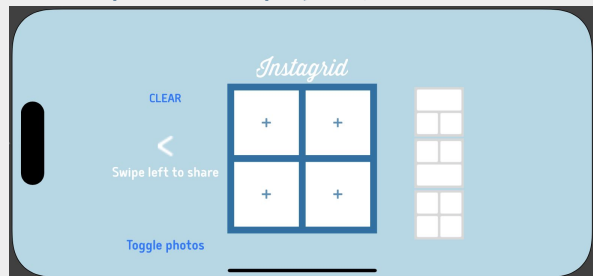 Instagrid
CLEAR
+ +
<
Swipe left to share
+ +
Toggle photos